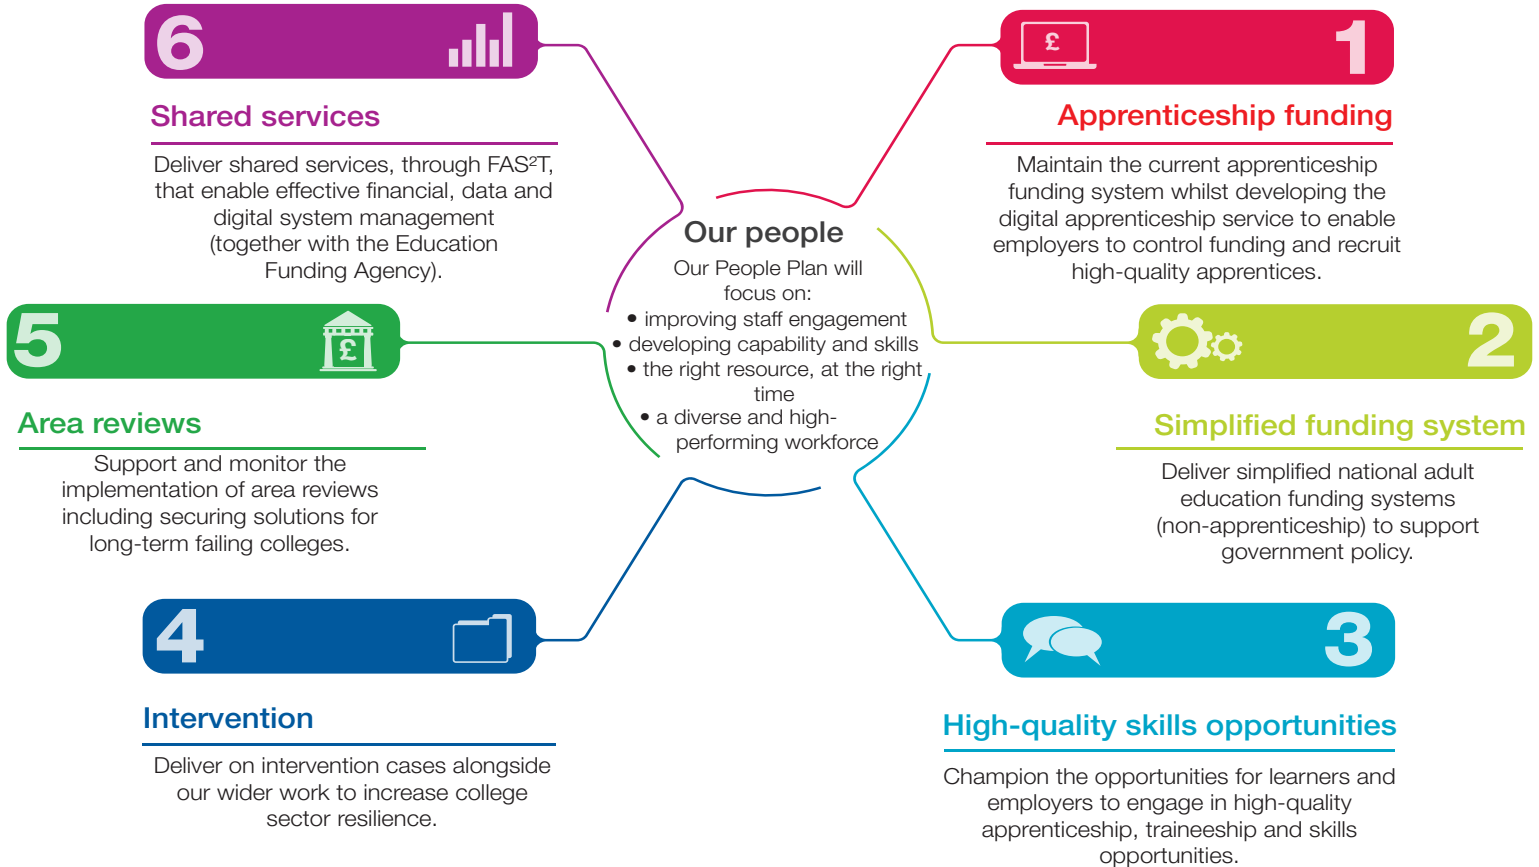 1
£
Apprenticeship funding
Maintain the current apprenticeship
funding system whilst developing the
digital apprenticeship service to enable
employers to control funding and recruit
high-quality apprentices.
2
Simplified funding system
Deliver simplified national adult
education funding systems
(non-apprenticeship) to support
government policy.
3
High-quality skills opportunities
Champion the opportunities for learners and
employers to engage in high-quality
apprenticeship, traineeship and skills
opportunities.
4
Intervention
Deliver on intervention cases alongside
our wider work to increase college
sector resilience.
5
£
Area reviews
Support and monitor the
implementation of area reviews
including securing solutions for
long-term failing colleges.
6
Shared services
Deliver shared services, through FAS²T,
that enable effective financial, data and
digital system management
(together with the Education
Funding Agency).
Our people
Our People Plan will
focus on:
• improving staff engagement
• developing capability and skills
• the right resource, at the right
time
• a diverse and high-
performing workforce